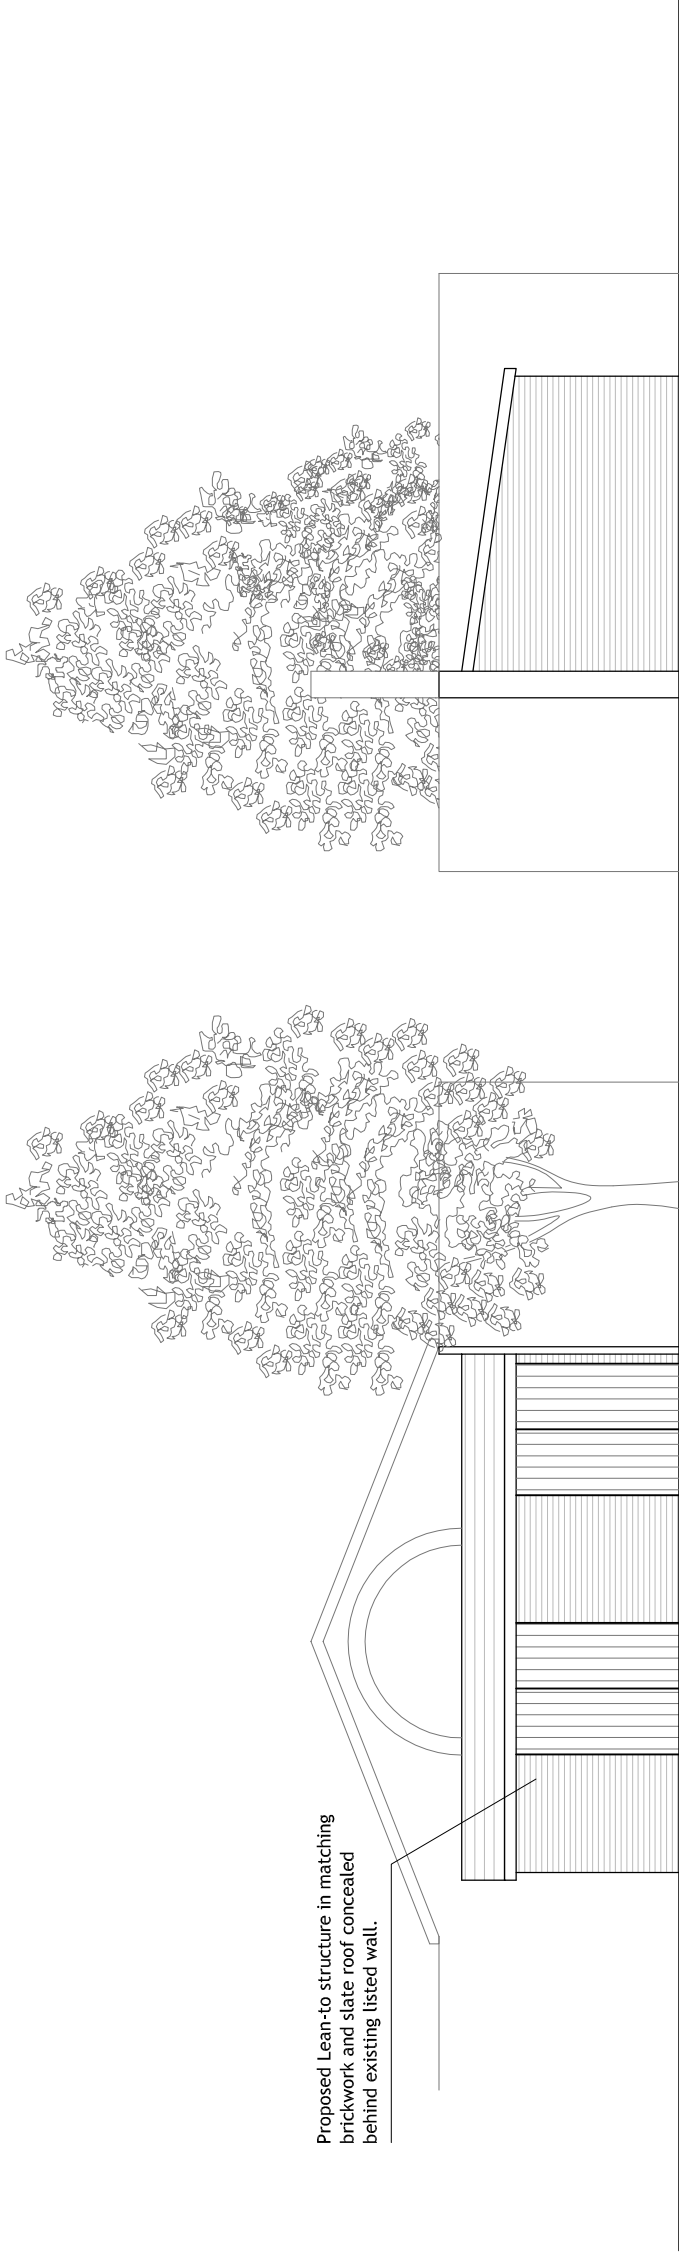 Proposed Lean-to structure in matching
brickwork and slate roof concealed
behind existing listed wall.